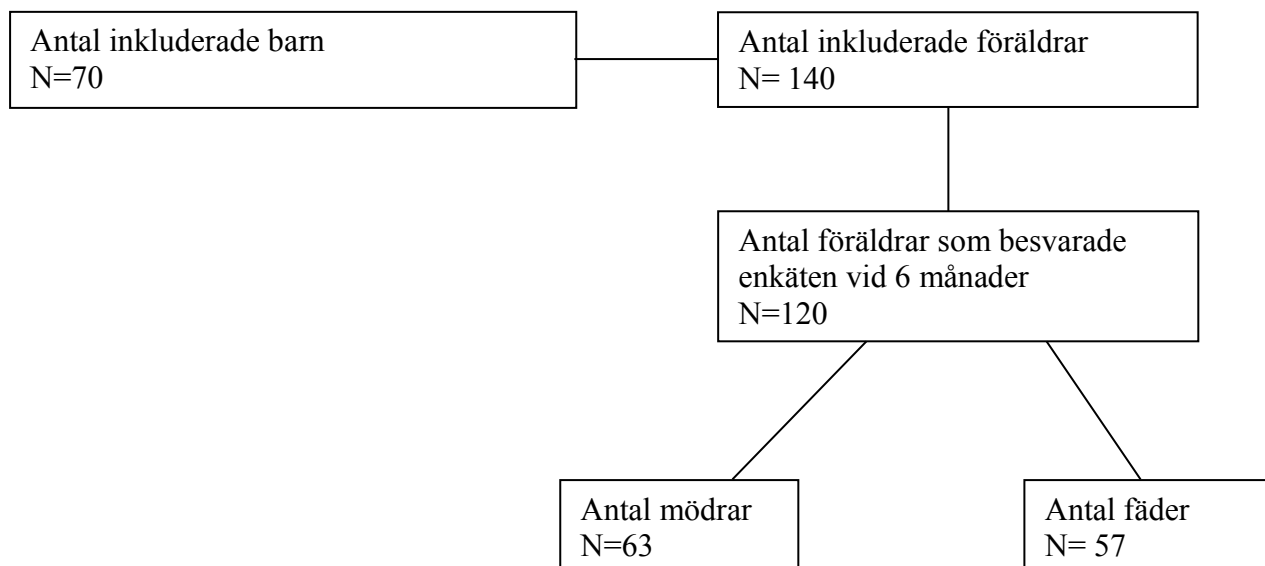 Antal inkluderade barn
N=70
Antal inkluderade föräldrar
N= 140
Antal föräldrar som besvarade
enkäten vid 6 månader
N=120
Antal mödrar
N=63
Antal fäder
N= 57